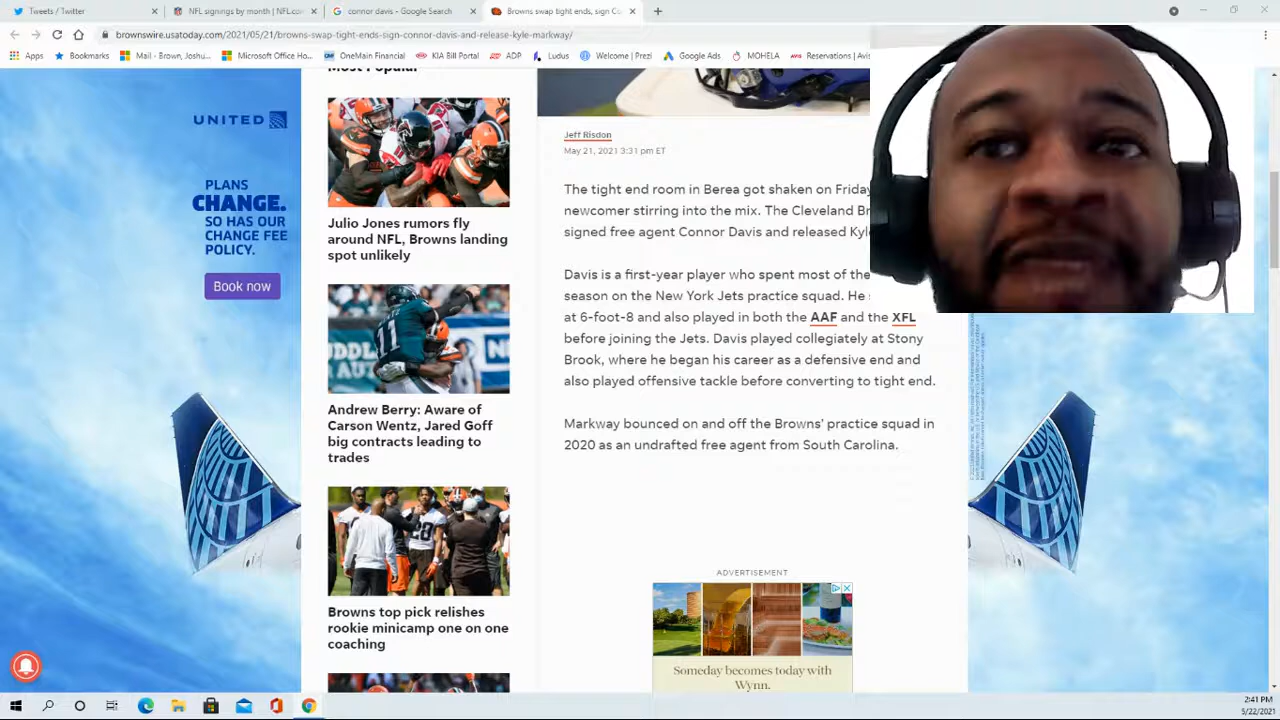 Tweets / Twitter
NFL signings by month | NFL.com
connor davis - Google Search
Browns swap tight ends, sign Co
brownswire.usatoday.com/2021/05/21/browns-swap-tight-ends-sign-connor-davis-and-release-kyle-markway/
Apps Bookmarks Mail - Brown, Joshu... Microsoft Office Ho... OneMain Financial KIA Bill Portal ADP Ludus Welcome | Prezi Google Ads MOHELA Reservations | Avis
Most Popular
UNITED
PLANS
CHANGE.
SO HAS OUR
CHANGE FEE
POLICY.
Book now
Julio Jones rumors fly
around NFL, Browns landing
spot unlikely
Andrew Berry: Aware of
Carson Wentz, Jared Goff
big contracts leading to
trades
Browns top pick relishes
rookie minicamp one on one
coaching
Jeff Risdon
May 21, 2021 3:31 pm ET
The tight end room in Berea got shaken on Friday
newcomer stirring into the mix. The Cleveland Br
signed free agent Connor Davis and released Kyl
Davis is a first-year player who spent most of the
season on the New York Jets practice squad. He
at 6-foot-8 and also played in both the AAF and the XFL
before joining the Jets. Davis played collegiately at Stony
Brook, where he began his career as a defensive end and
also played offensive tackle before converting to tight end.
Markway bounced on and off the Browns' practice squad in
2020 as an undrafted free agent from South Carolina.
ADVERTISEMENT
Someday becomes today with
Wynn.
2:41 PM
5/22/2021